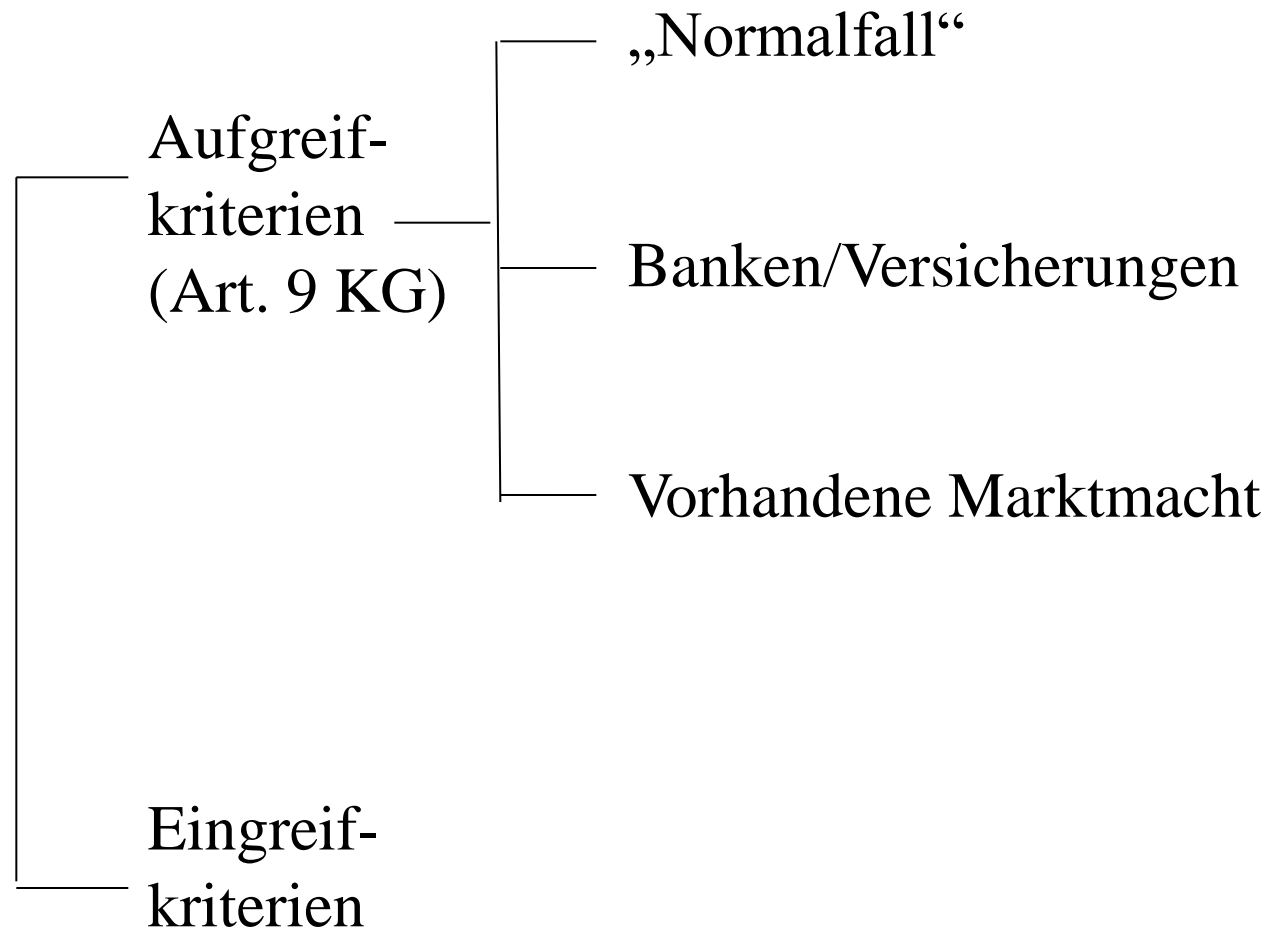 „Normalfall“
Aufgreif-
kriterien
(Art. 9 KG)
Banken/Versicherungen
Vorhandene Marktmacht
Eingreif-
kriterien